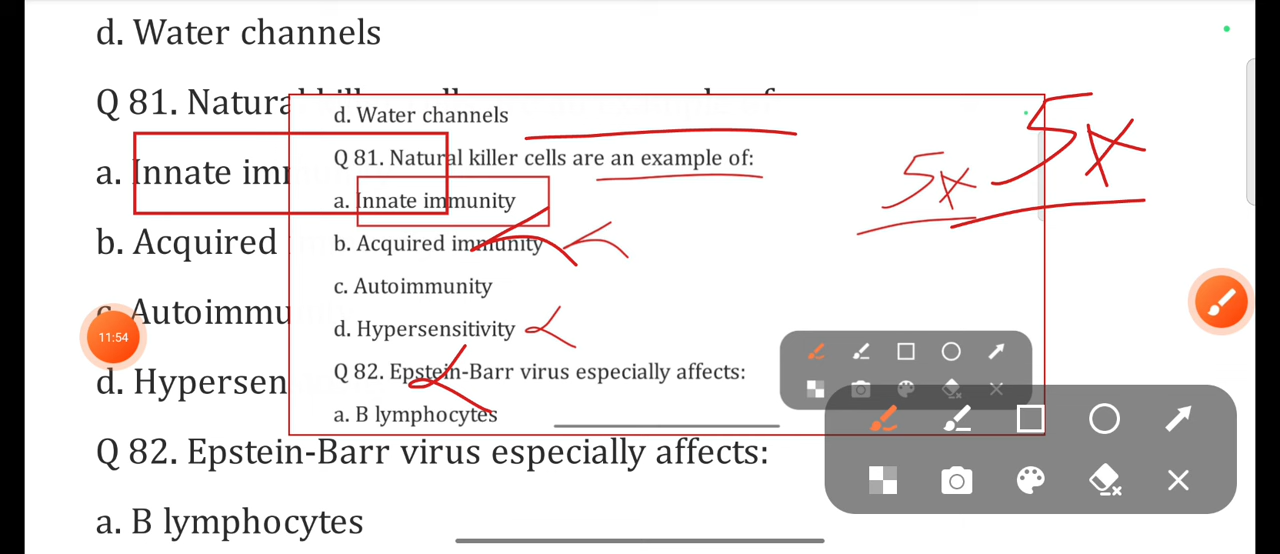 d. Water channels
Q 81. Natura
a. Innate imm
b. Acquired
c. Autoimmu
d. Hypersen
Q 82. Epstein-Barr virus especially affects:
a. B lymphocytes
d. Water channels
Q 81. Natural killer cells are an example of:
a. Innate immunity
b. Acquired immunity
c. Autoimmunity
d. Hypersensitivity
Q 82. Epstein-Barr virus especially affects:
a. B lymphocytes
5x
5x
11:54